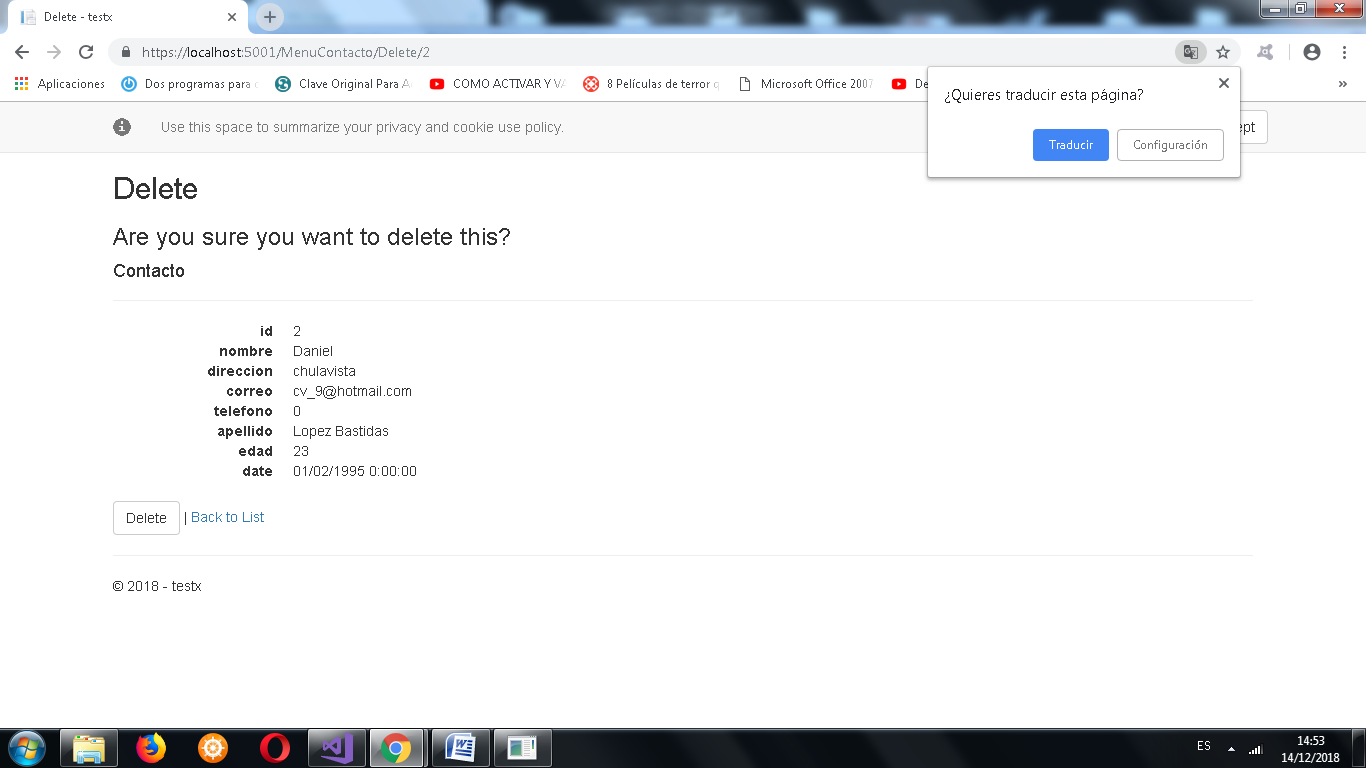 Delete - testx
https://localhost:5001/MenuContacto/Delete/2
Aplicaciones
Dos programas para
Clave Original Para A
COMO ACTIVAR Y VA
8 Películas de terror q
Microsoft Office 2007
De
»
¿Quieres traducir esta página?
Traducir
Configuración
Use this space to summarize your privacy and cookie use policy.
ept
Delete
Are you sure you want to delete this?
Contacto
id 2
nombre Daniel
direccion chulavista
correo cv_9@hotmail.com
telefono 0
apellido Lopez Bastidas
edad 23
date 01/02/1995 0:00:00
Delete | Back to List
© 2018 - testx
ES
14:53
14/12/2018